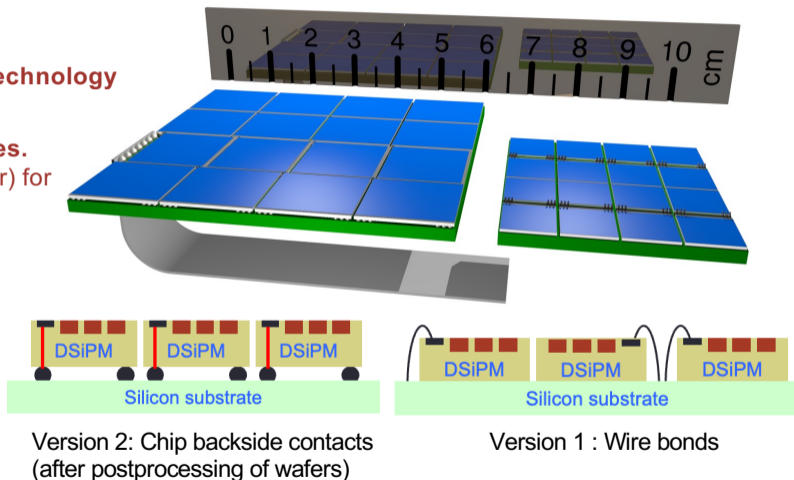 0 1 2 3 4 5 6 7 8 9 10 cm
echnology
es.
r) for
DSiPM DSiPM DSiPM
Silicon substrate
Version 2: Chip backside contacts
(after postprocessing of wafers)
DSiPM DSiPM DSiPM
Silicon substrate
Version 1 : Wire bonds